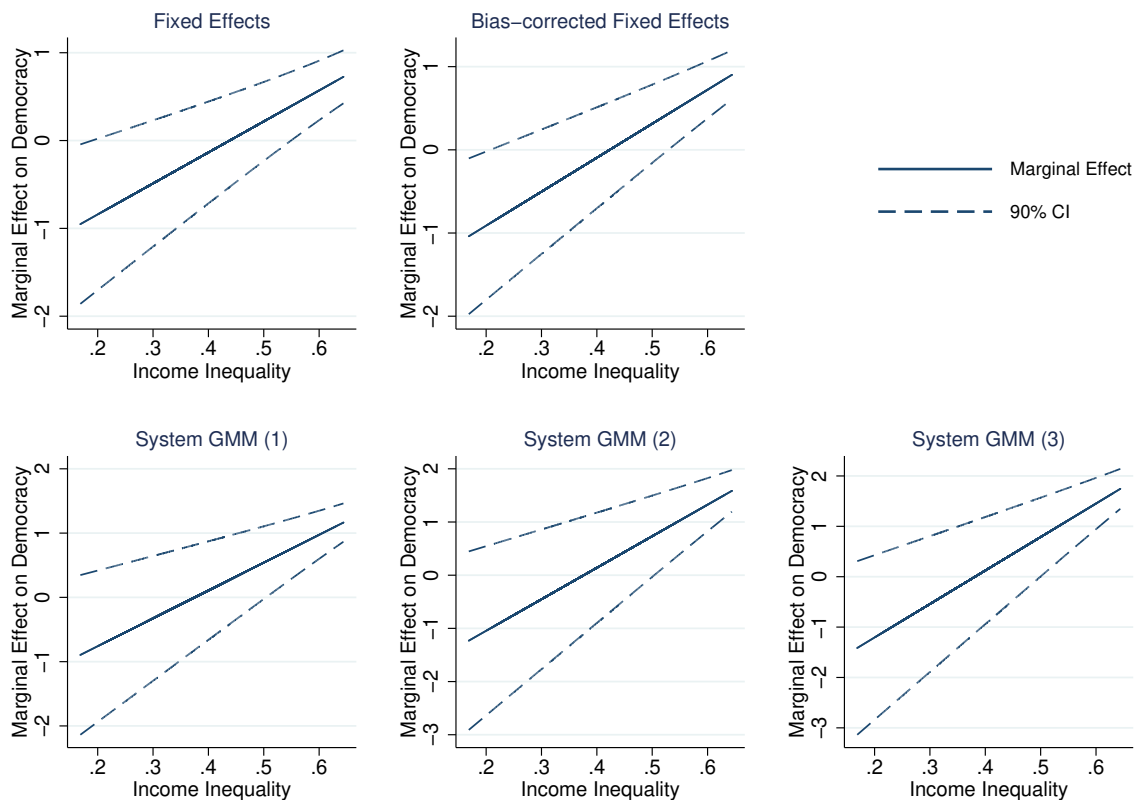 Fixed Effects
Marginal Effect on Democracy
1
0
−1
−2
.2 .3 .4 .5 .6
Income Inequality
Bias−corrected Fixed Effects
Marginal Effect on Democracy
1
0
−1
−2
.2 .3 .4 .5 .6
Income Inequality
Marginal Effect
90% CI
System GMM (1)
Marginal Effect on Democracy
2
1
0
−1
−2
.2 .3 .4 .5 .6
Income Inequality
System GMM (2)
Marginal Effect on Democracy
2
1
0
−1
−2
−3
.2 .3 .4 .5 .6
Income Inequality
System GMM (3)
Marginal Effect on Democracy
2
1
0
−1
−2
−3
.2 .3 .4 .5 .6
Income Inequality